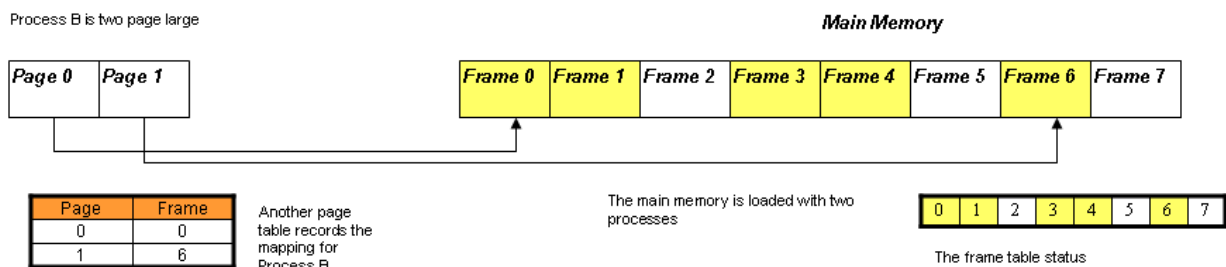 Process B is two page large
Main Memory
Page 0 Page 1
Frame 0 Frame 1 Frame 2 Frame 3 Frame 4 Frame 5 Frame 6 Frame 7
Page Frame
0 0
1 6
Another page
table records the
mapping for
Process B
The main memory is loaded with two
processes
0 1 2 3 4 5 6 7
The frame table status